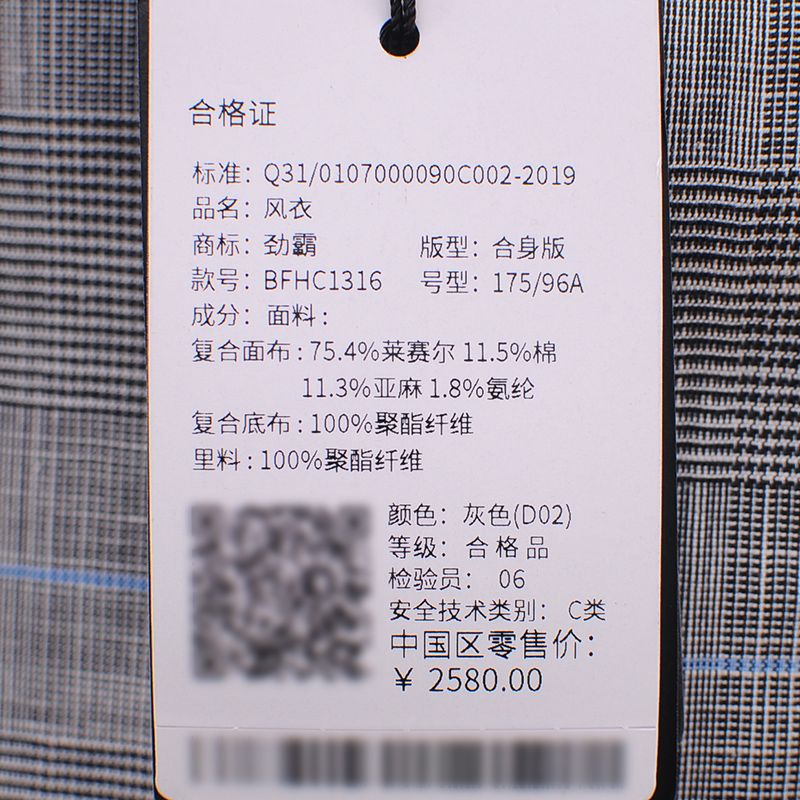 合格证
标准：Q31/0107000090C002-2019
品名：风衣
商标：劲霸 版型：合身版
款号：BFHC1316 号型：175/96A
成分：面料：
复合面布：75.4%莱赛尔 11.5%棉
11.3%亚麻 1.8%氨纶
复合底布：100%聚酯纤维
里料：100%聚酯纤维
颜色：灰色(D02)
等级：合格品
检验员：06
安全技术类别：C类
中国区零售价：
￥ 2580.00